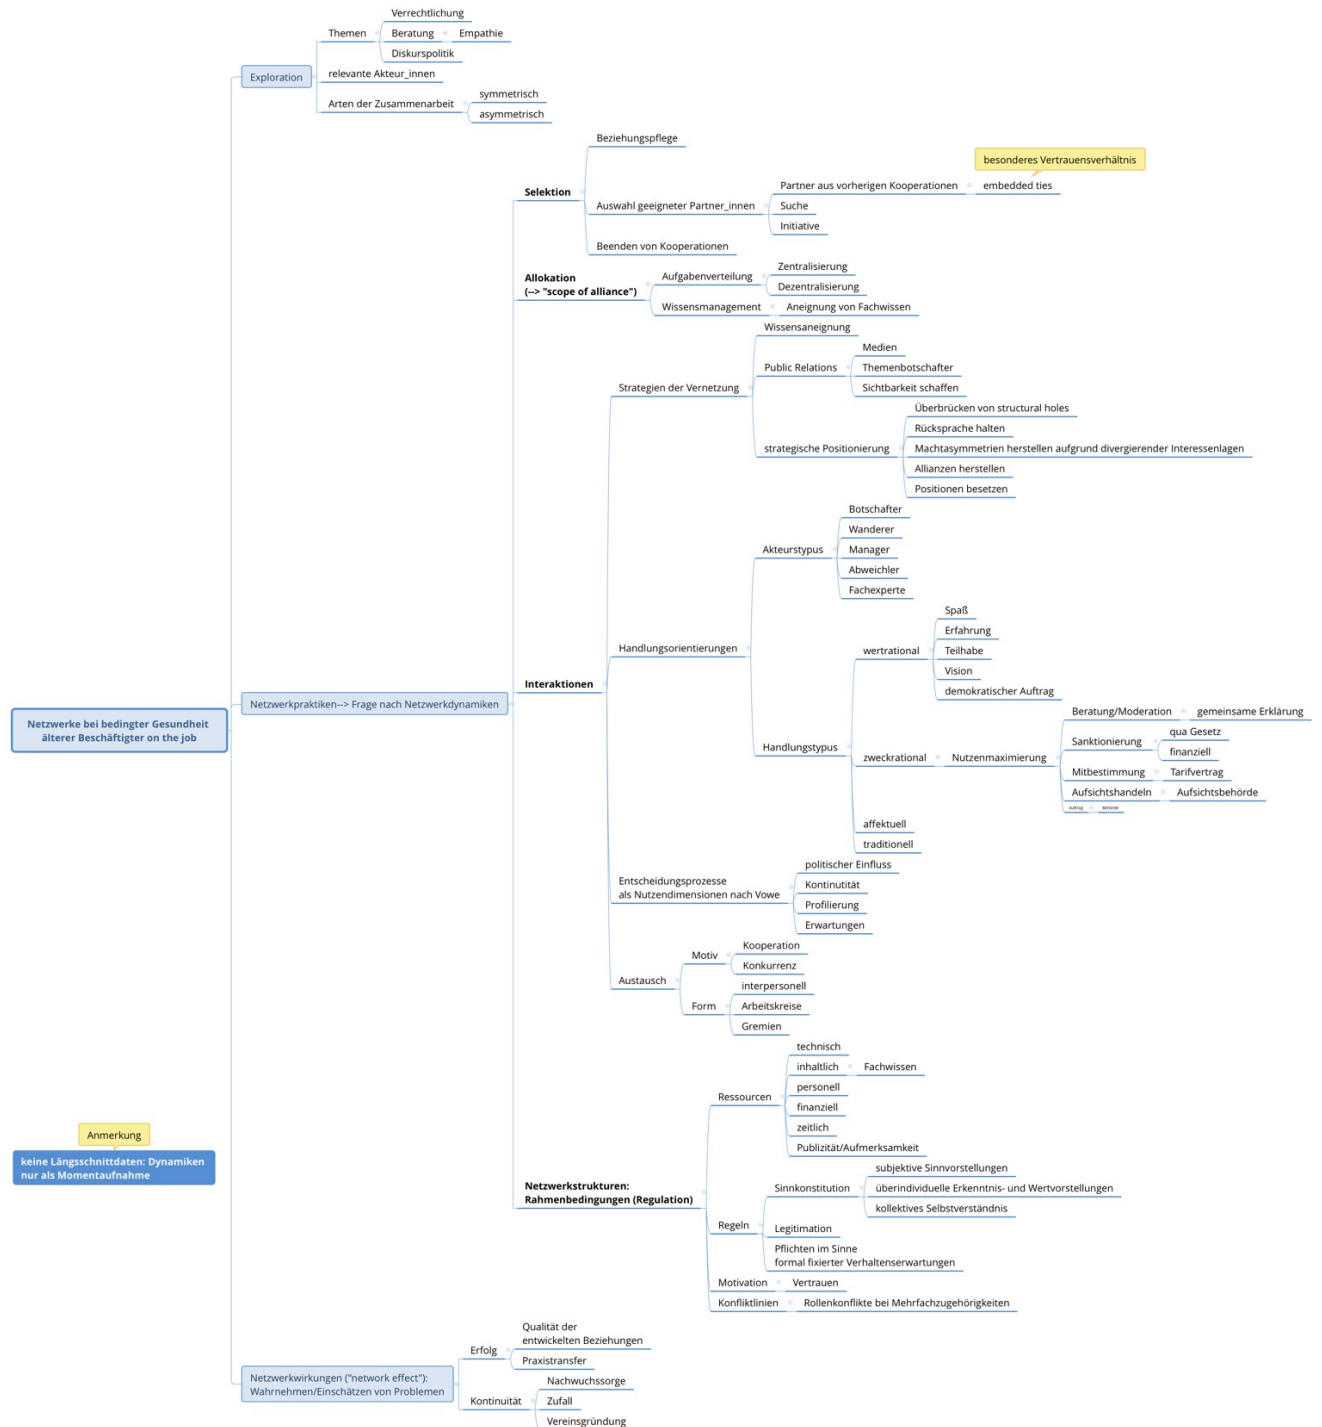 Verrechtlichung
Themen
Beratung
Empathie
Diskurspolitik
Exploration
relevante Akteur_innen
symmetrisch
Arten der Zusammenarbeit
asymmetrisch
Beziehungspflege
besonderes Vertrauensverhältnis
Partner aus vorherigen Kooperationen
embedded ties
Selektion
Auswahl geeigneter Partner_innen
Suche
Initiative
Beenden von Kooperationen
Zentralisierung
Allokation
(--> "scope of alliance")
Aufgabenverteilung
Dezentralisierung
Wissensmanagement
Aneignung von Fachwissen
Wissensaneignung
Medien
Public Relations
Themenbotschafter
Strategien der Vernetzung
Sichtbarkeit schaffen
Überbrücken von structural holes
Rücksprache halten
strategische Positionierung
Machtasymmetrien herstellen aufgrund divergierender Interessenlagen
Allianzen herstellen
Positionen besetzen
Botschafter
Wanderer
Akteurstypus
Manager
Abweichler
Fachexperte
Spaß
Erfahrung
Handlungsorientierungen
wertrational
Teilhabe
Vision
demokratischer Auftrag
Interaktionen
Netzwerkpraktiken--> Frage nach Netzwerkdynamiken
Netzwerke bei bedingter Gesundheit
älterer Beschäftigter on the job
Beratung/Moderation
gemeinsame Erklärung
qua Gesetz
Sanktionierung
finanziell
Handlungstypus
zweckrational
Nutzenmaximierung
Mitbestimmung
Tarifvertrag
Aufsichtshandeln
Aufsichtsbehörde
Auftrag
Behörde
affektuell
traditionell
politischer Einfluss
Entscheidungsprozesse
als Nutzendimensionen nach Vowe
Kontinutität
Profilierung
Erwartungen
Kooperation
Motiv
Konkurrenz
Austausch
interpersonell
Form
Arbeitskreise
Gremien
technisch
inhaltlich
Fachwissen
personell
Ressourcen
finanziell
zeitlich
Publizität/Aufmerksamkeit
Anmerkung
keine Längsschnittdaten: Dynamiken
nur als Momentaufnahme
Netzwerkstrukturen:
Rahmenbedingungen (Regulation)
subjektive Sinnvorstellungen
Sinnkonstitution
überindividuelle Erkenntnis- und Wertvorstellungen
kollektives Selbstverständnis
Regeln
Legitimation
Pflichten im Sinne
formal fixierter Verhaltenserwartungen
Motivation
Vertrauen
Konfliktlinien
Rollenkonflikte bei Mehrfachzugehörigkeiten
Qualität der
entwickelten Beziehungen
Erfolg
Praxistransfer
Netzwerkwirkungen ("network effect"):
Wahrnehmen/Einschätzen von Problemen
Nachwuchssorge
Kontinuität
Zufall
Vereinsgründung